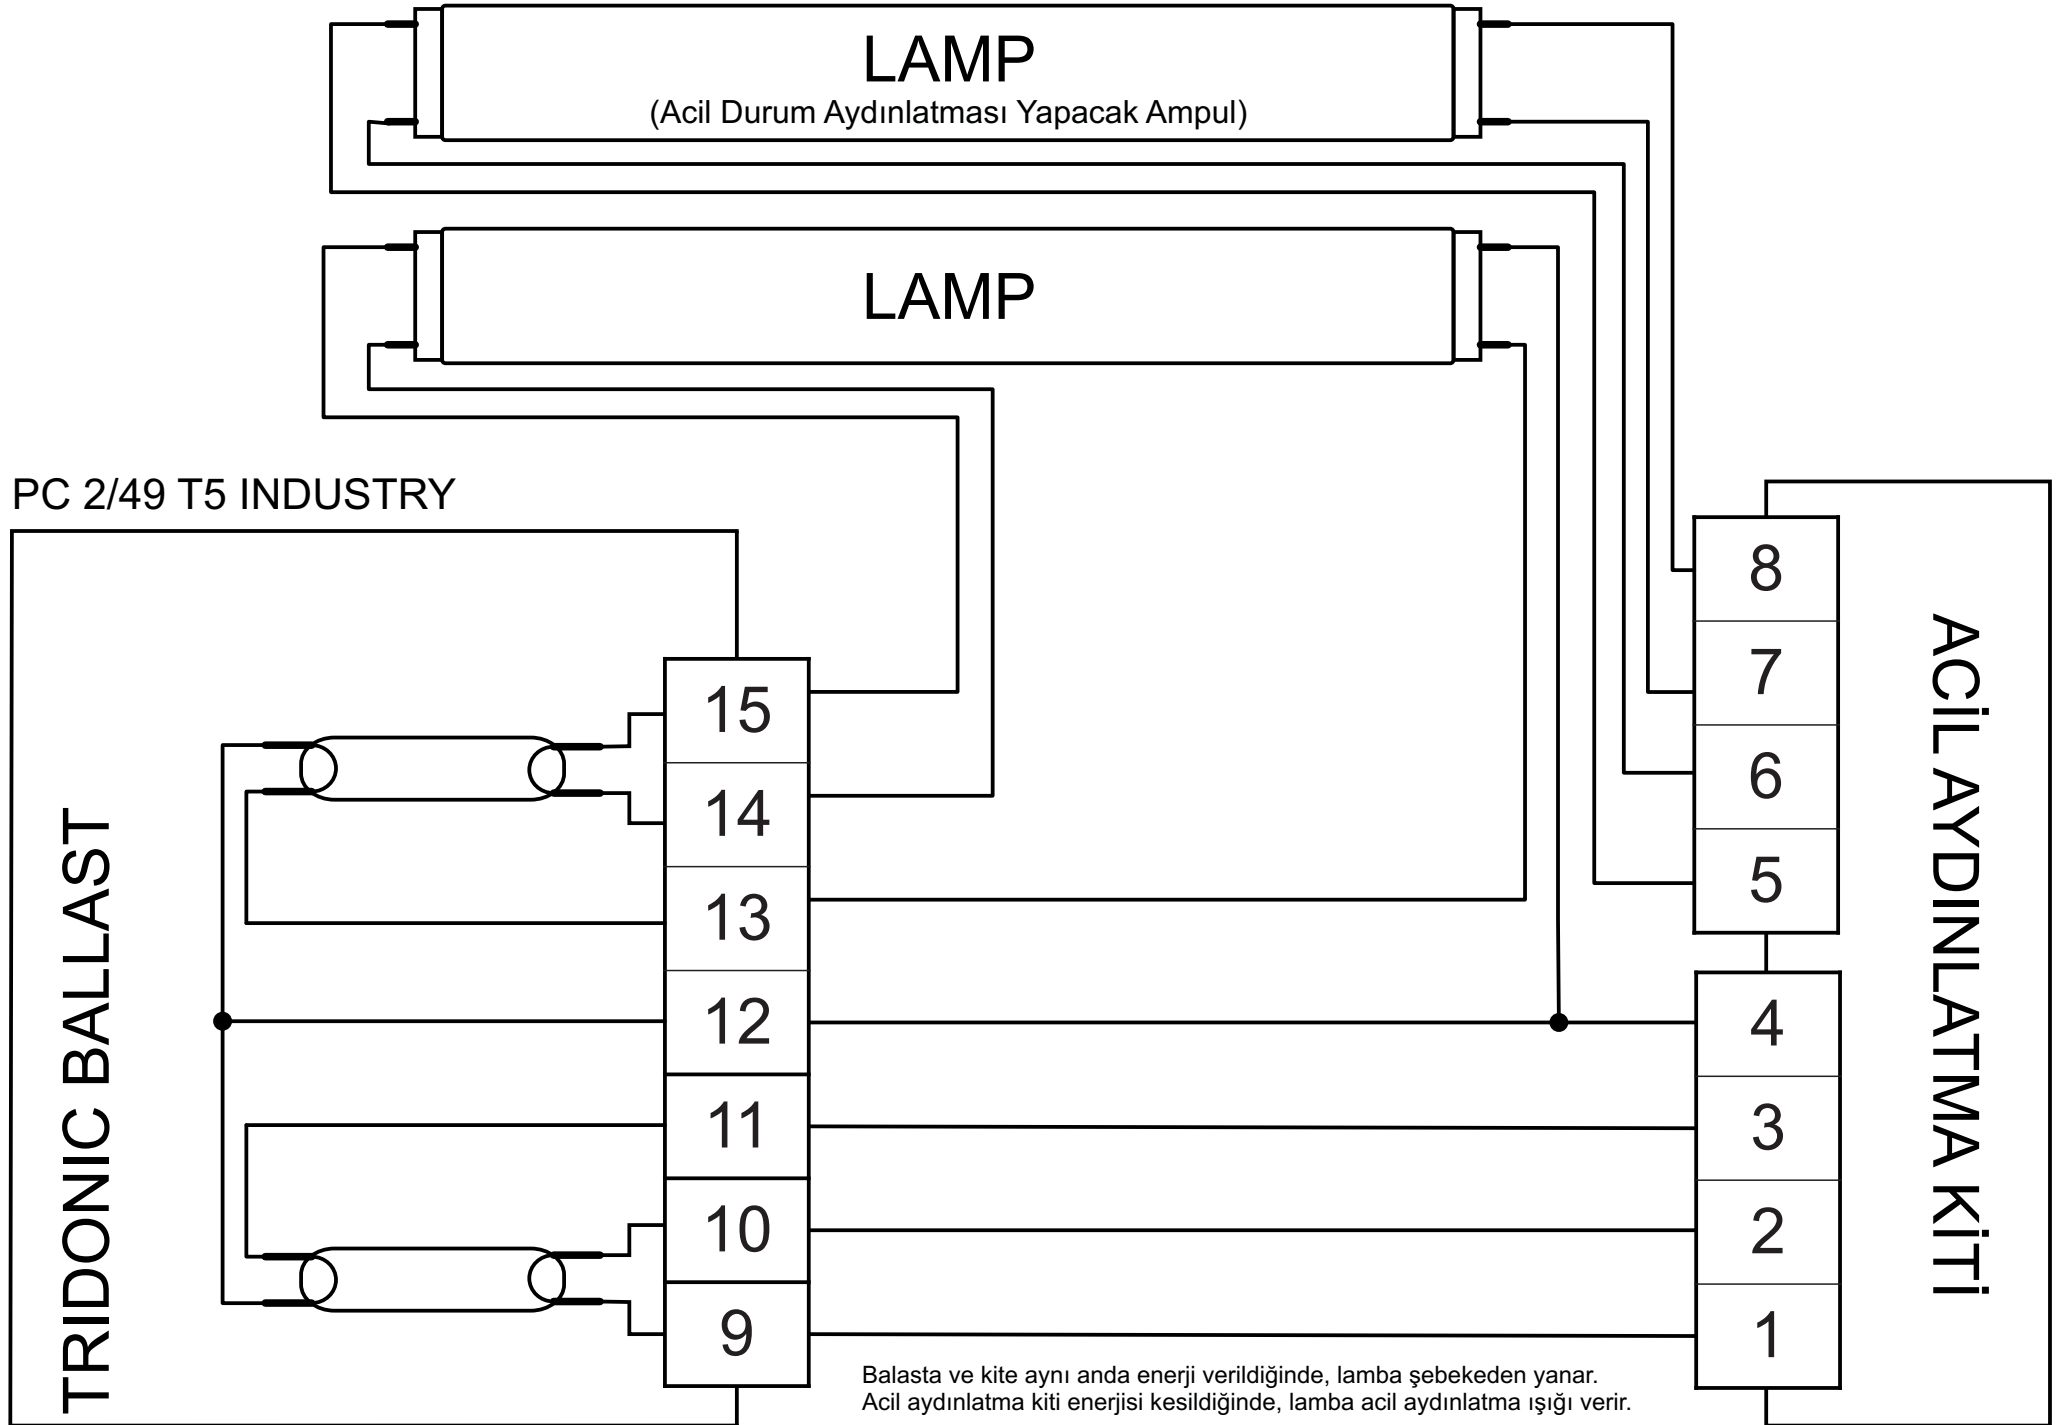 LAMP
(Acil Durum Aydınlatması Yapacak Ampul)
LAMP
PC 2/49 T5 INDUSTRY
TRIDONIC BALLAST
15
14
13
12
11
10
9
8
7
6
5
4
3
2
1
ACİL AYDINLATMA KİTİ
Balasta ve kite aynı anda enerji verildiğinde, lamba şebekeden yanar.
Acil aydınlatma kiti enerjisi kesildiğinde, lamba acil aydınlatma ışığı verir.